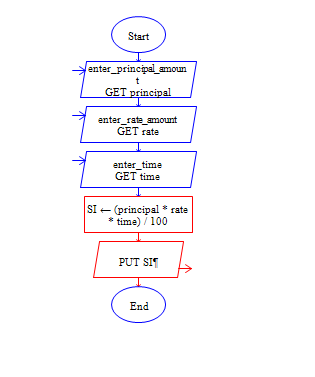 Start
enter_principal_amoun
t
GET principal
enter_rate_amount
GET rate
enter_time
GET time
SI ← (principal * rate
* time) / 100
PUT SI¶
End